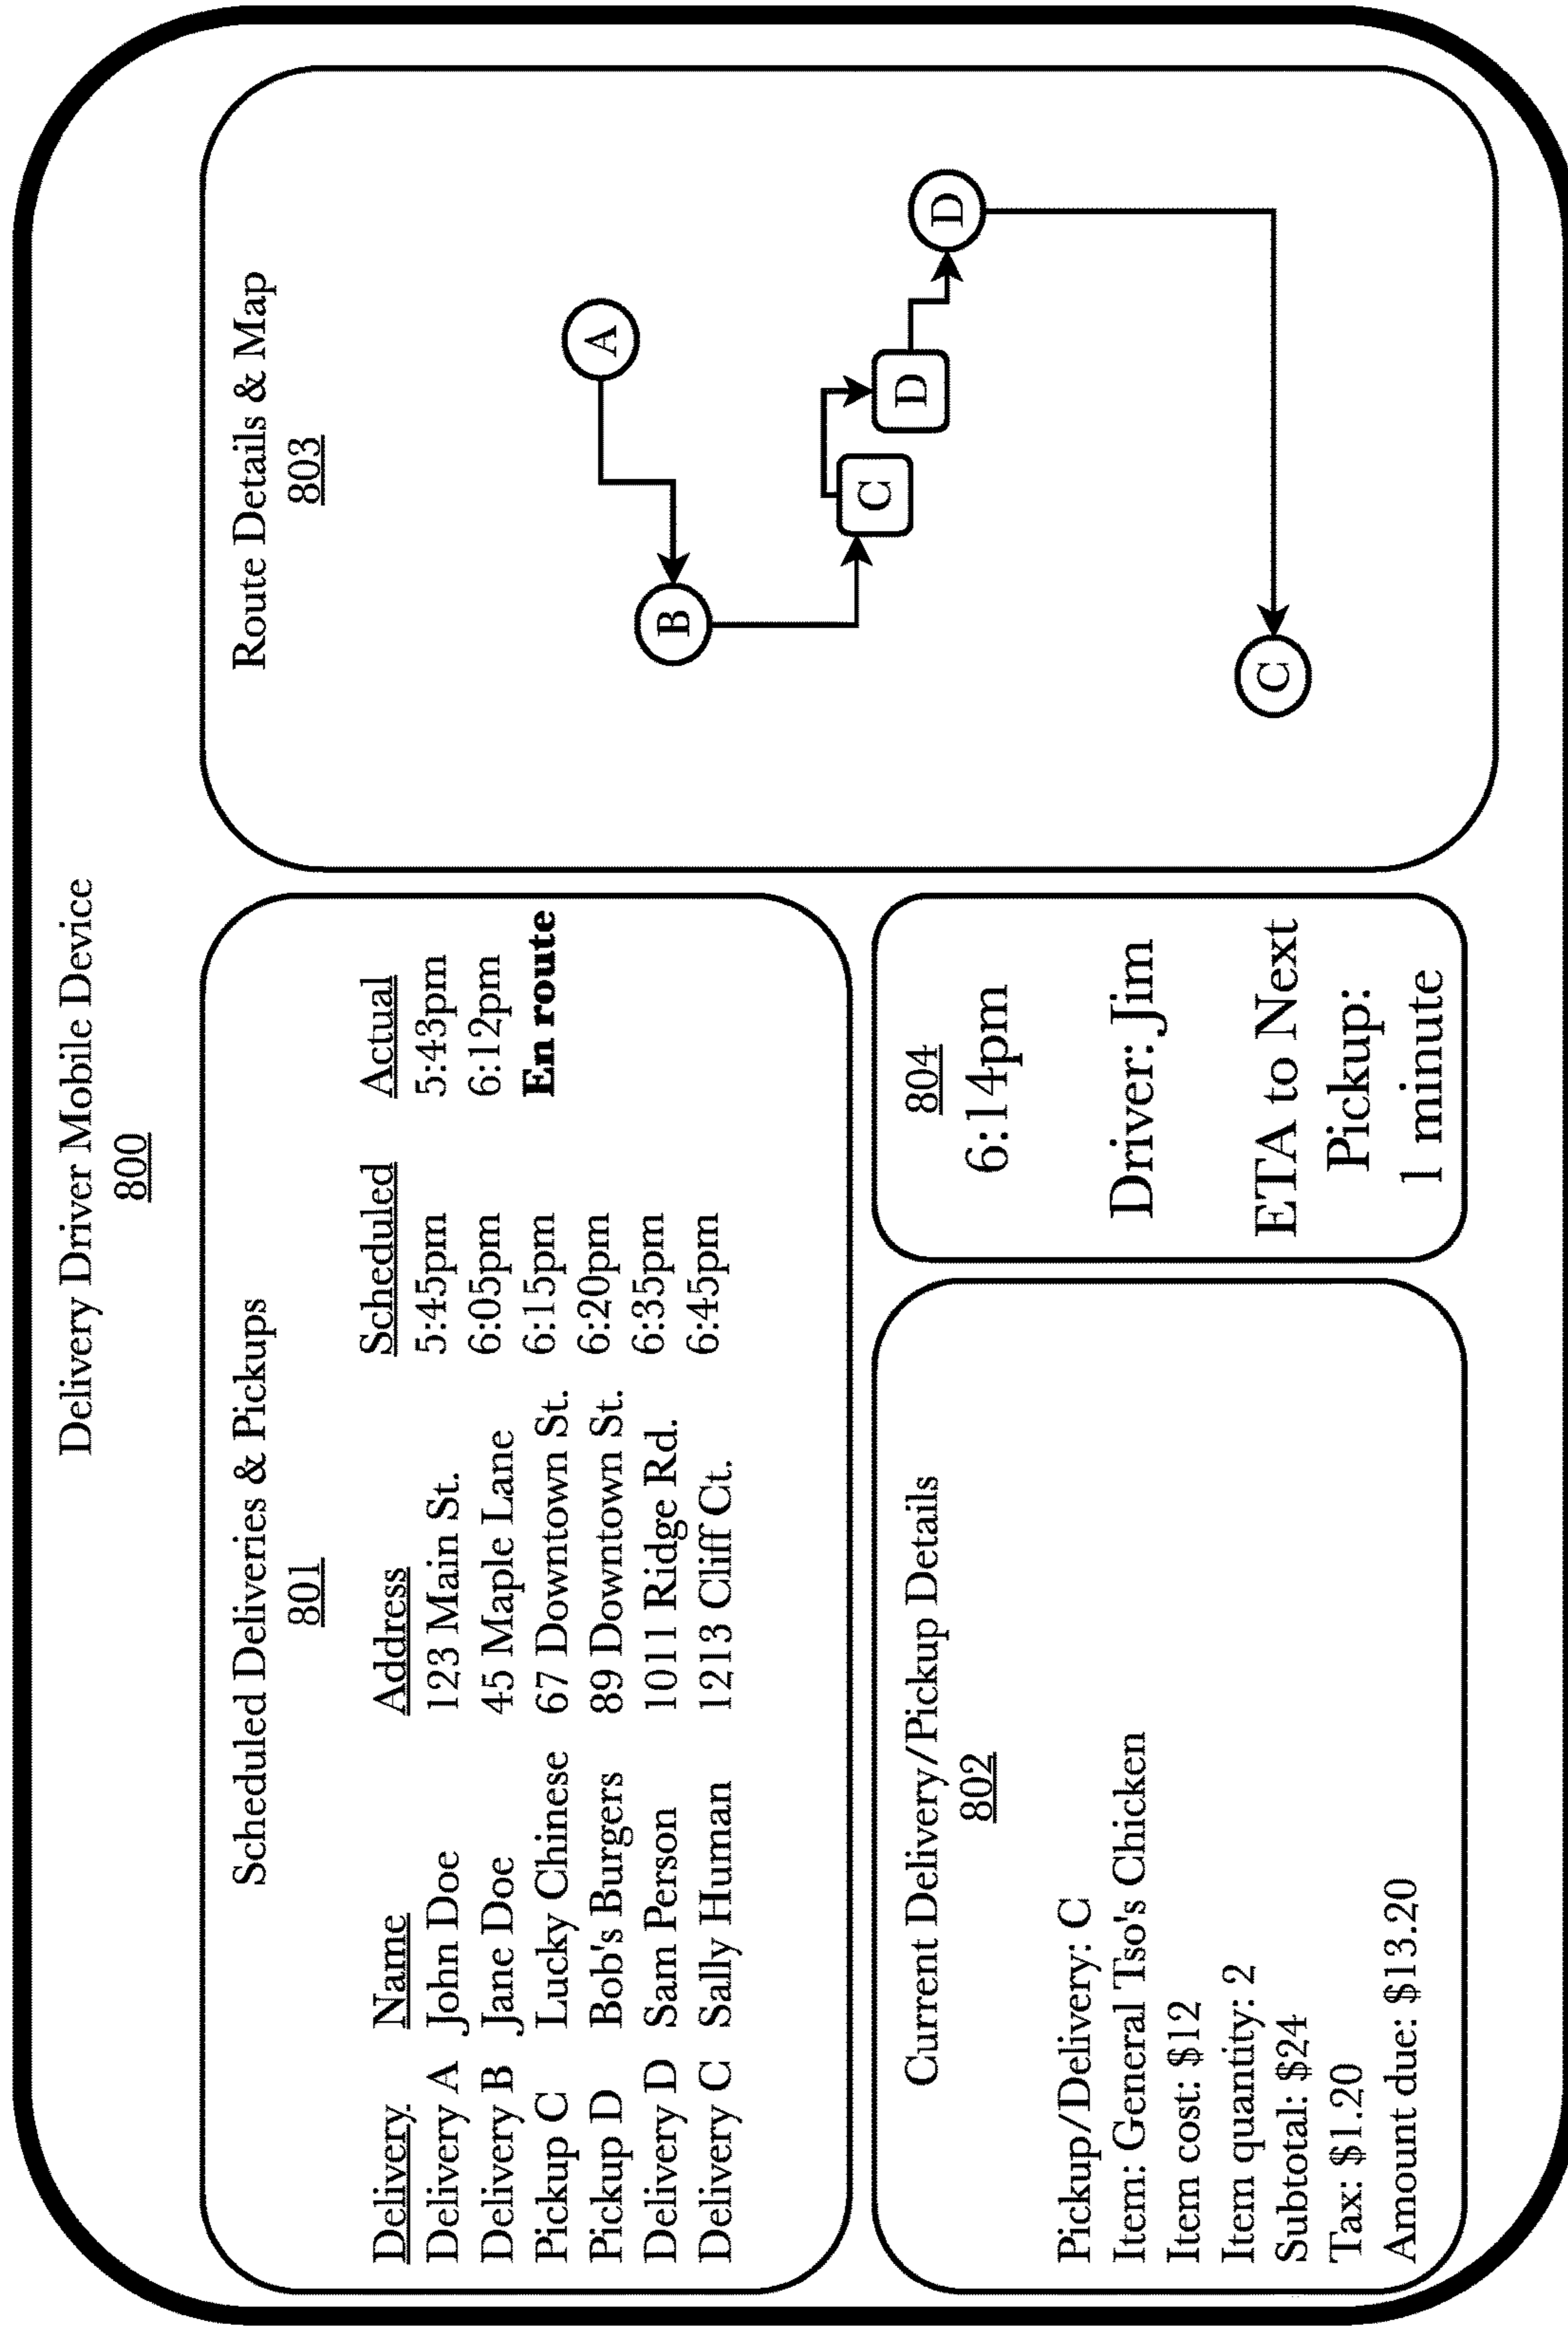 Delivery Driver Mobile Device
800
Scheduled Deliveries & Pickups
801
Delivery Name Address Scheduled Actual
Delivery A John Doe 123 Main St. 5:45pm 5:43pm
Delivery B Jane Doe 45 Maple Lane 6:05pm 6:12pm
Pickup C Lucky Chinese 67 Downtown St. 6:15pm En route
Pickup D Bob's Burgers 89 Downtown St. 6:20pm
Delivery D Sam Person 1011 Ridge Rd. 6:35pm
Delivery C Sally Human 1213 Cliff Ct. 6:45pm
Current Delivery/Pickup Details
802
Pickup/Delivery: C
Item: General Tso's Chicken
Item cost: $12
Item quantity: 2
Subtotal: $24
Tax: $1.20
Amount due: $13.20
804
6:14pm
Driver: Jim
ETA to Next
Pickup:
1 minute
Route Details & Map
803
A
B
C
D
D
C